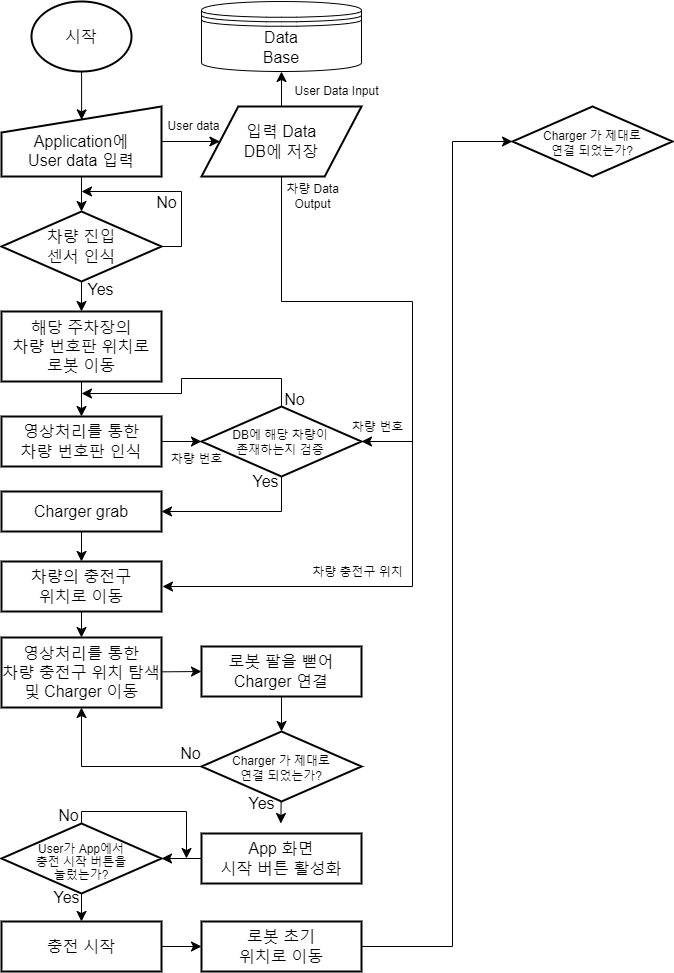 시작
Data
Base
User Data Input
Application에
User data 입력
User data
입력 Data
DB에 저장
Charger 가 제대로
연결 되었는가?
차량 Data
Output
No
차량 진입
센서 인식
Yes
해당 주차장의
차량 번호판 위치로
로봇 이동
No
영상처리를 통한
차량 번호판 인식
차량 번호
DB에 해당 차량이
존재하는지 검증
차량 번호
Yes
Charger grab
차량의 충전구
위치로 이동
차량 충전구 위치
영상처리를 통한
차량 충전구 위치 탐색
및 Charger 이동
로봇 팔을 뻗어
Charger 연결
No
Charger 가 제대로
연결 되었는가?
Yes
No
User가 App에서
충전 시작 버튼을
눌렀는가?
App 화면
시작 버튼 활성화
Yes
충전 시작
로봇 초기
위치로 이동